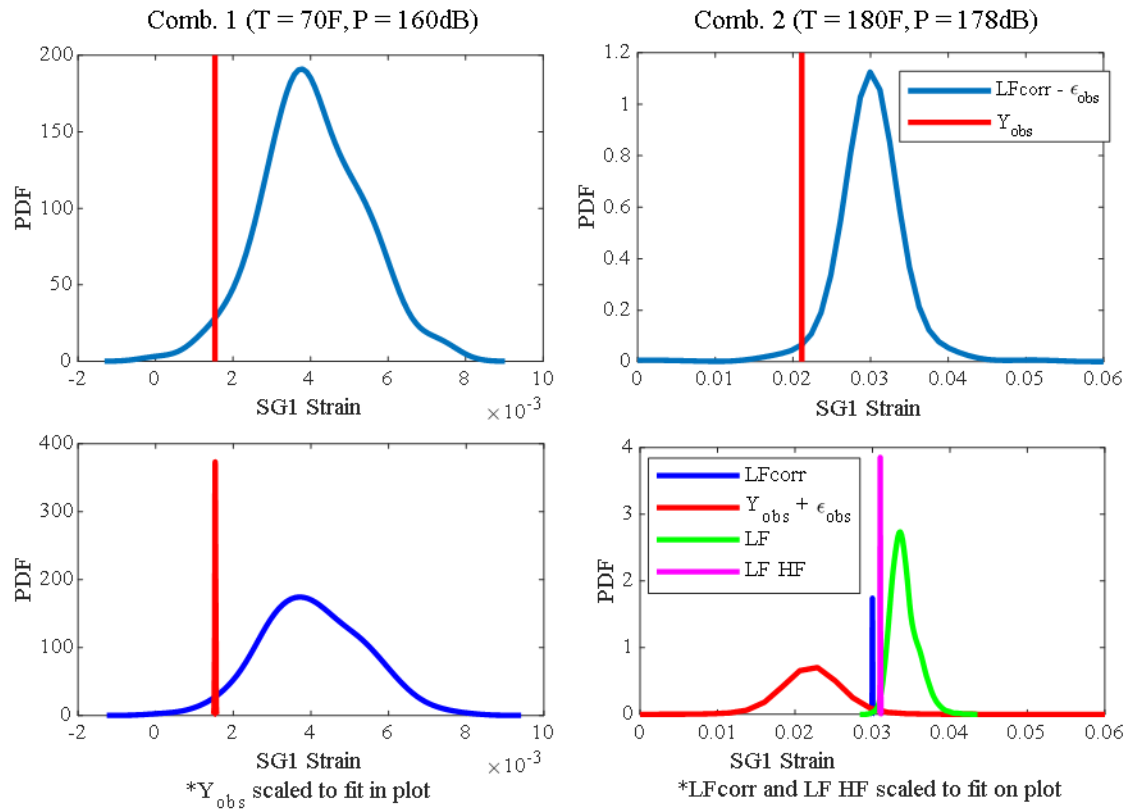 Comb. 1 (T = 70F, P = 160dB)
200
150
100
50
0
PDF
-2 0 2 4 6 8 10
SG1 Strain
×10⁻³
Comb. 2 (T = 180F, P = 178dB)
1.2
1
0.8
0.6
0.4
0.2
0
PDF
LFcorr - ϵ_obs
Y_obs
0 0.01 0.02 0.03 0.04 0.05 0.06
SG1 Strain
400
300
200
100
0
PDF
-2 0 2 4 6 8 10
SG1 Strain
×10⁻³
*Y_obs scaled to fit in plot
4
3
2
1
0
PDF
LFcorr
Y_obs + ϵ_obs
LF
LF HF
0 0.01 0.02 0.03 0.04 0.05 0.06
SG1 Strain
*LFcorr and LF HF scaled to fit on plot